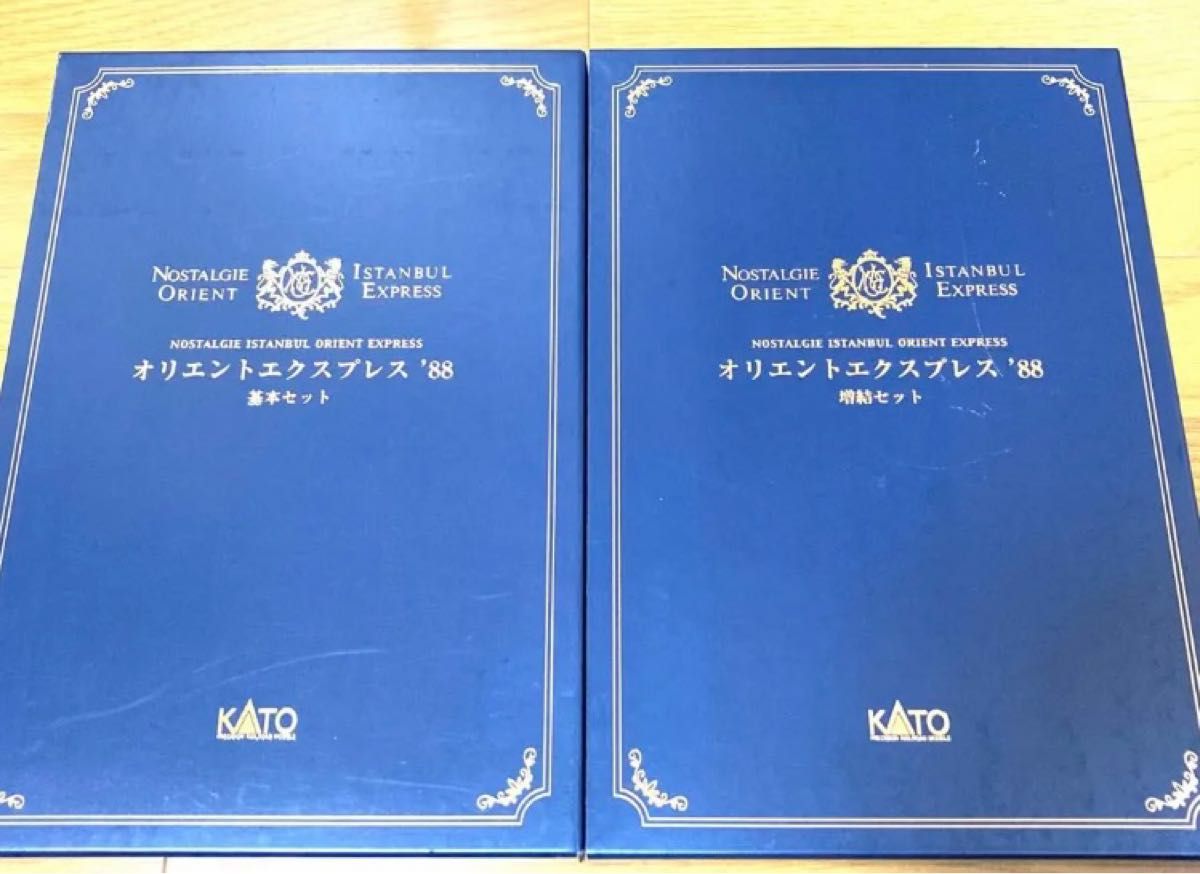 NOSTALGIE ISTANBUL
ORIENT EXPRESS
NOSTALGIE ISTANBUL ORIENT EXPRESS
オリエントエクスプレス ’88
基本セット
KATO
NOSTALGIE ISTANBUL
ORIENT EXPRESS
NOSTALGIE ISTANBUL ORIENT EXPRESS
オリエントエクスプレス ’88
増結セット
KATO